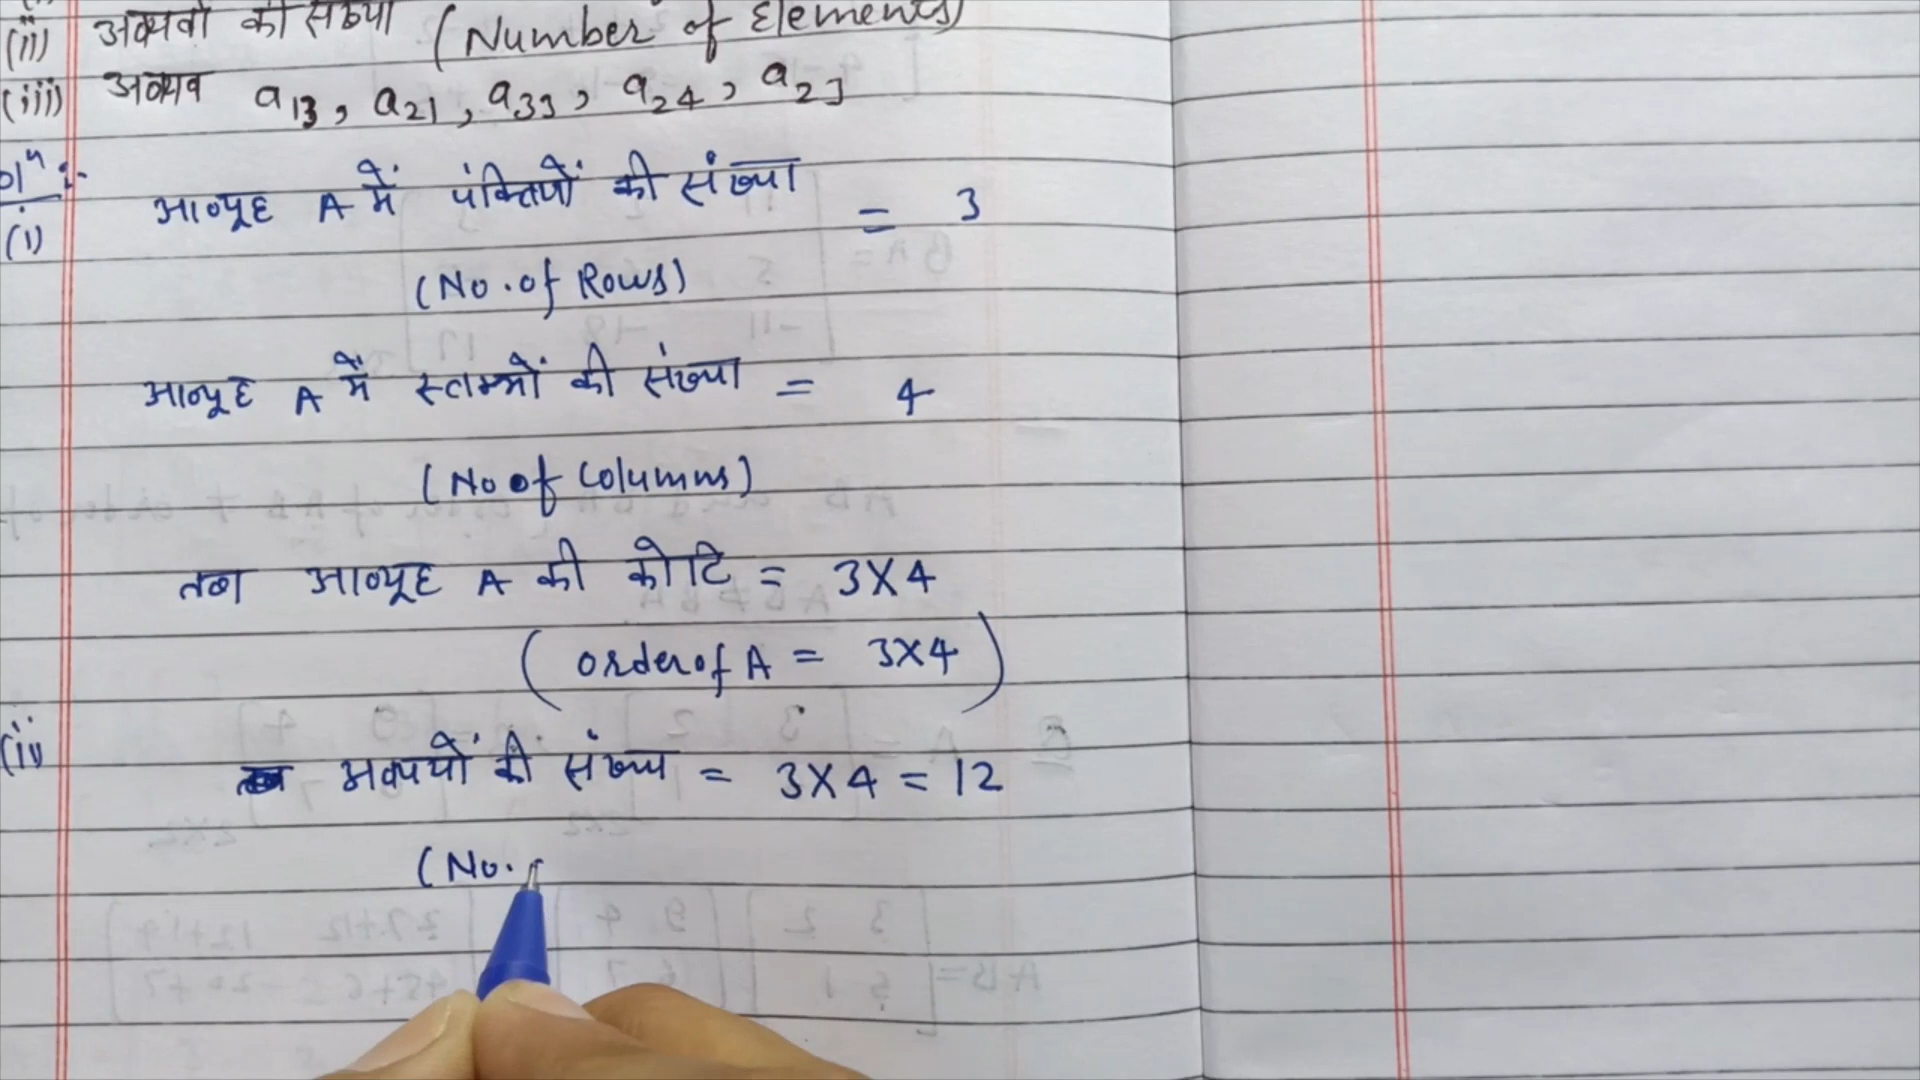 (ii) अवयवों की संख्या (Number of Elements)
(iii) अवयव a13, a21, a33, a24, a23
olⁿ :-
(i) आव्यूह A में पंक्तियों की संख्या = 3
(No. of Rows)
आव्यूह A में स्तम्भों की संख्या = 4
(No of Columns)
तब आव्यूह A की कोटि = 3X4
(order of A = 3X4)
(ii अवयवों की संख्या = 3X4 = 12
(No.